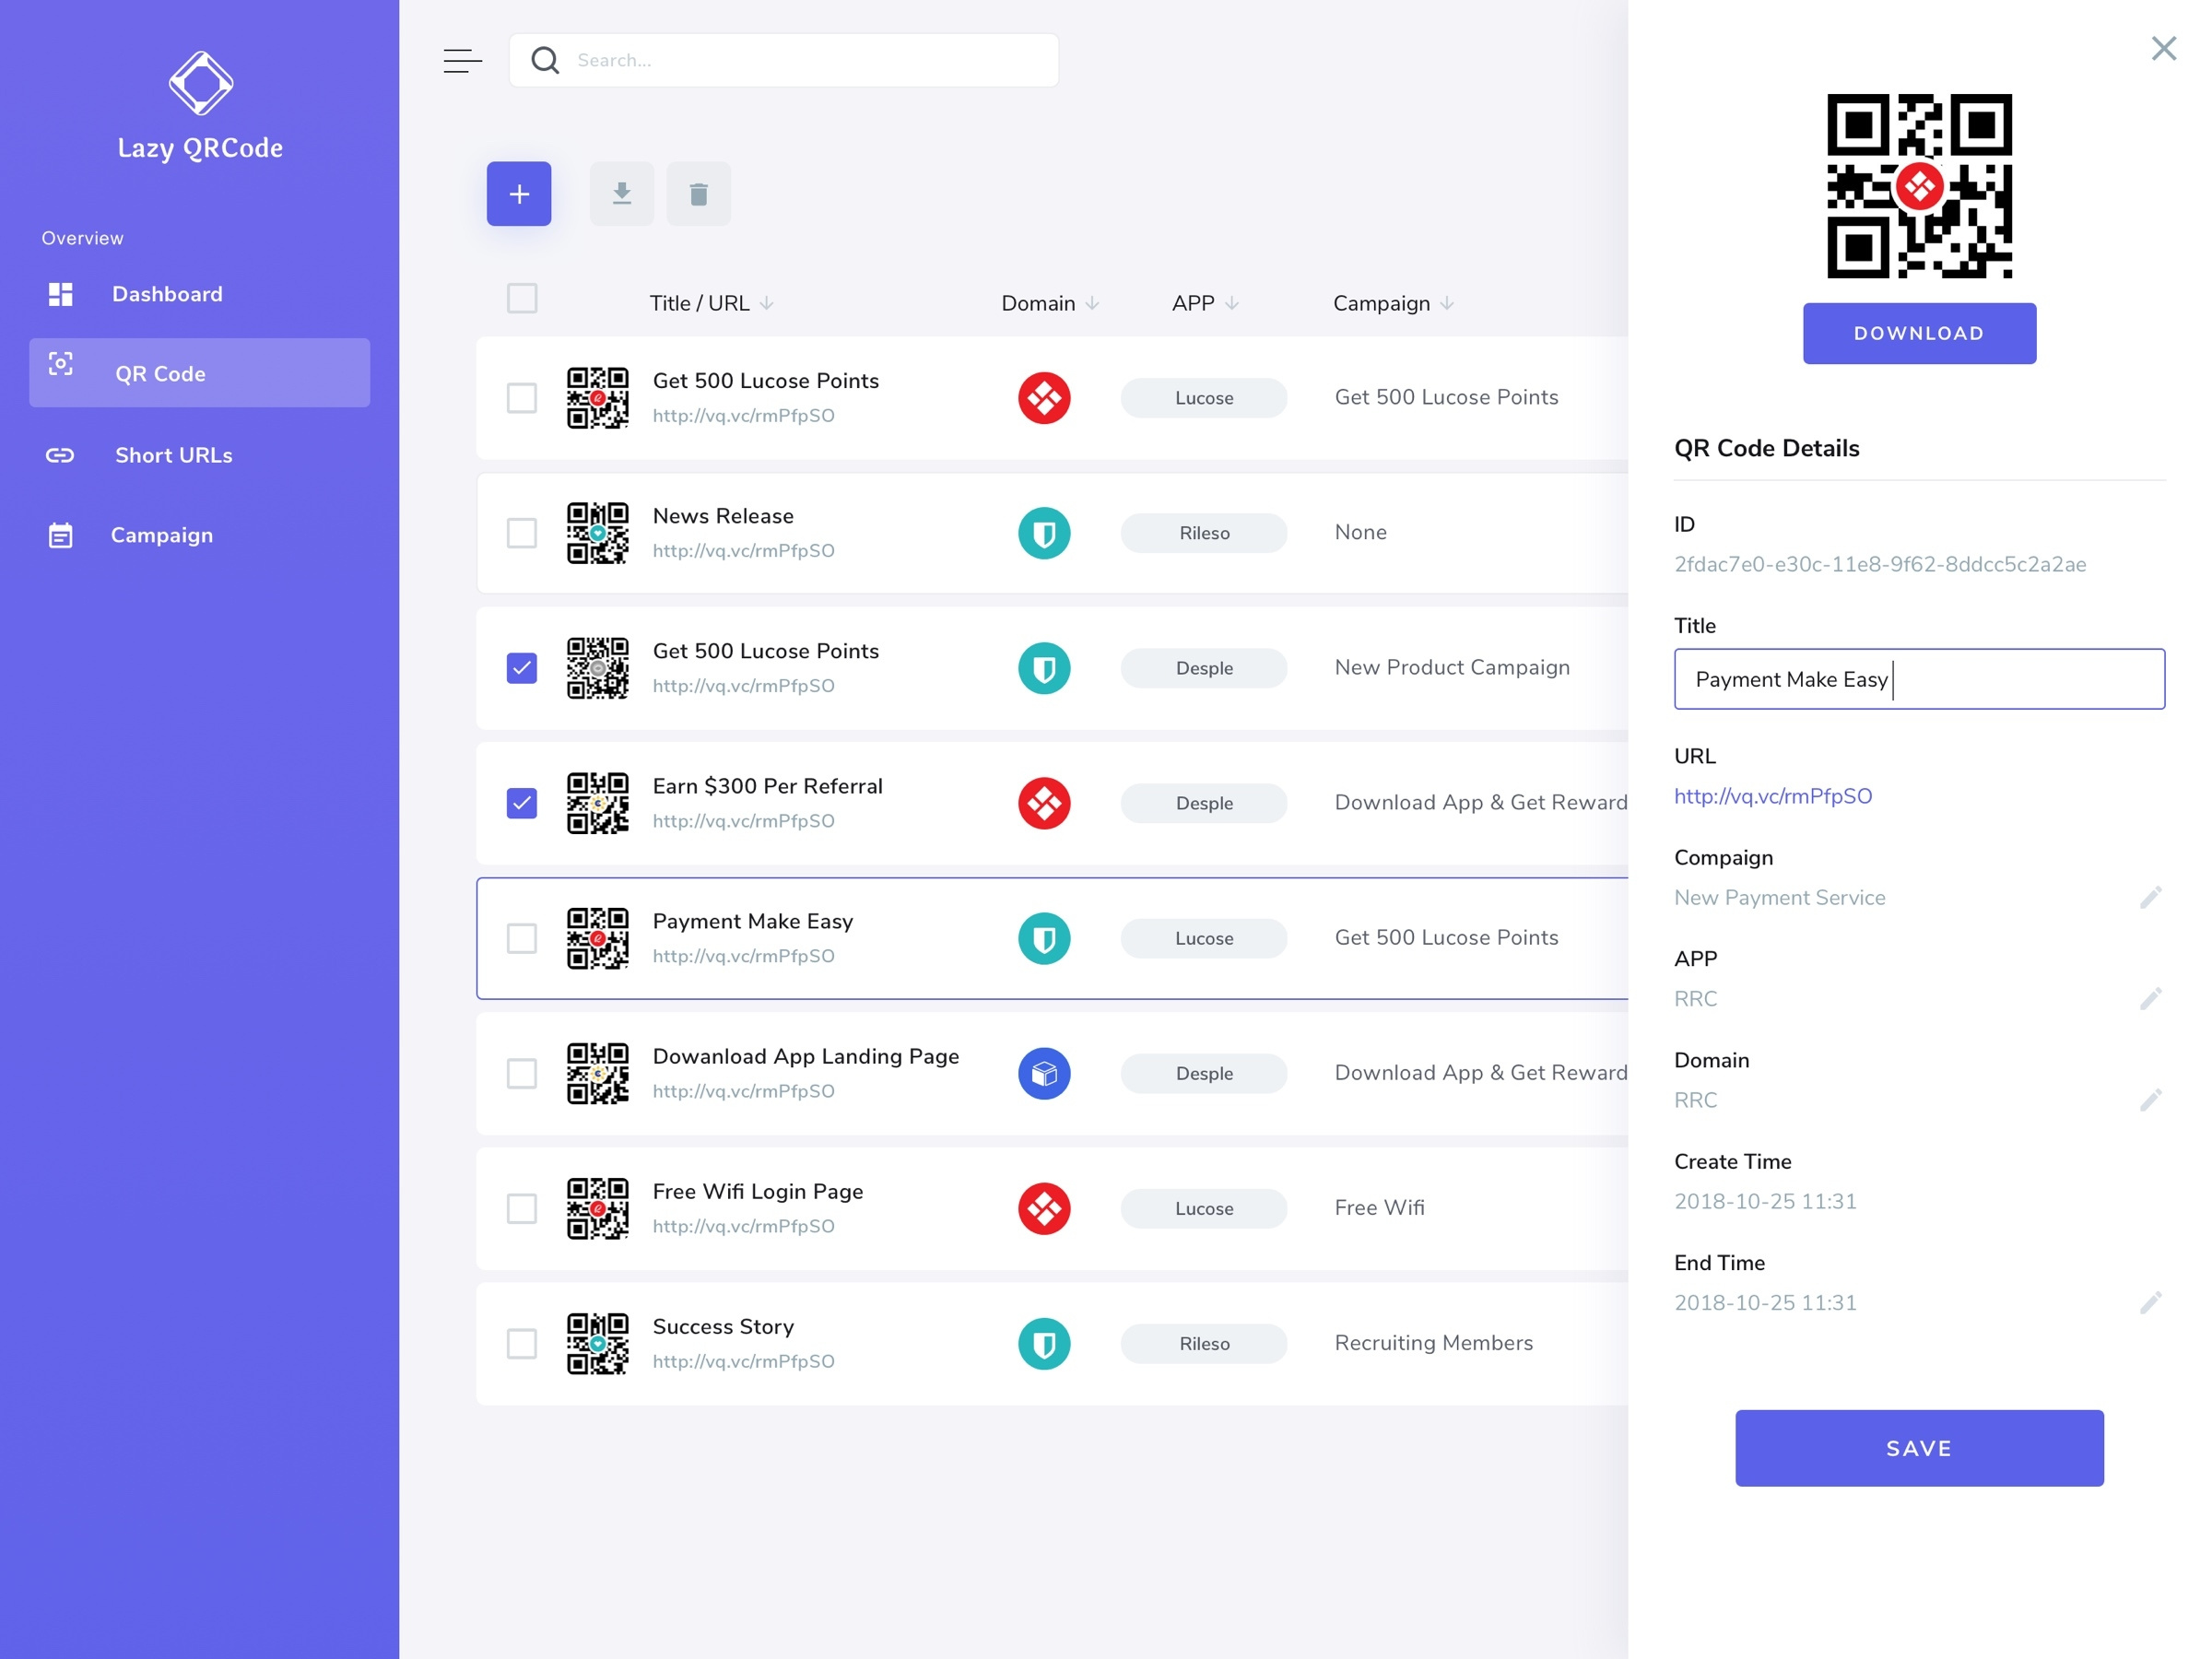 Lazy QRCode
Overview
Dashboard
QR Code
Short URLs
Campaign
Search...
Title / URL
Domain
APP
Campaign
Get 500 Lucose Points
http://vq.vc/rmPfpSO
Lucose
Get 500 Lucose Points
News Release
http://vq.vc/rmPfpSO
Rileso
None
Get 500 Lucose Points
http://vq.vc/rmPfpSO
Desple
New Product Campaign
Earn $300 Per Referral
http://vq.vc/rmPfpSO
Desple
Download App & Get Reward
Payment Make Easy
http://vq.vc/rmPfpSO
Lucose
Get 500 Lucose Points
Dowanload App Landing Page
http://vq.vc/rmPfpSO
Desple
Download App & Get Reward
Free Wifi Login Page
http://vq.vc/rmPfpSO
Lucose
Free Wifi
Success Story
http://vq.vc/rmPfpSO
Rileso
Recruiting Members
DOWNLOAD
QR Code Details
ID
2fdac7e0-e30c-11e8-9f62-8ddcc5c2a2ae
Title
Payment Make Easy
URL
http://vq.vc/rmPfpSO
Compaign
New Payment Service
APP
RRC
Domain
RRC
Create Time
2018-10-25 11:31
End Time
2018-10-25 11:31
SAVE